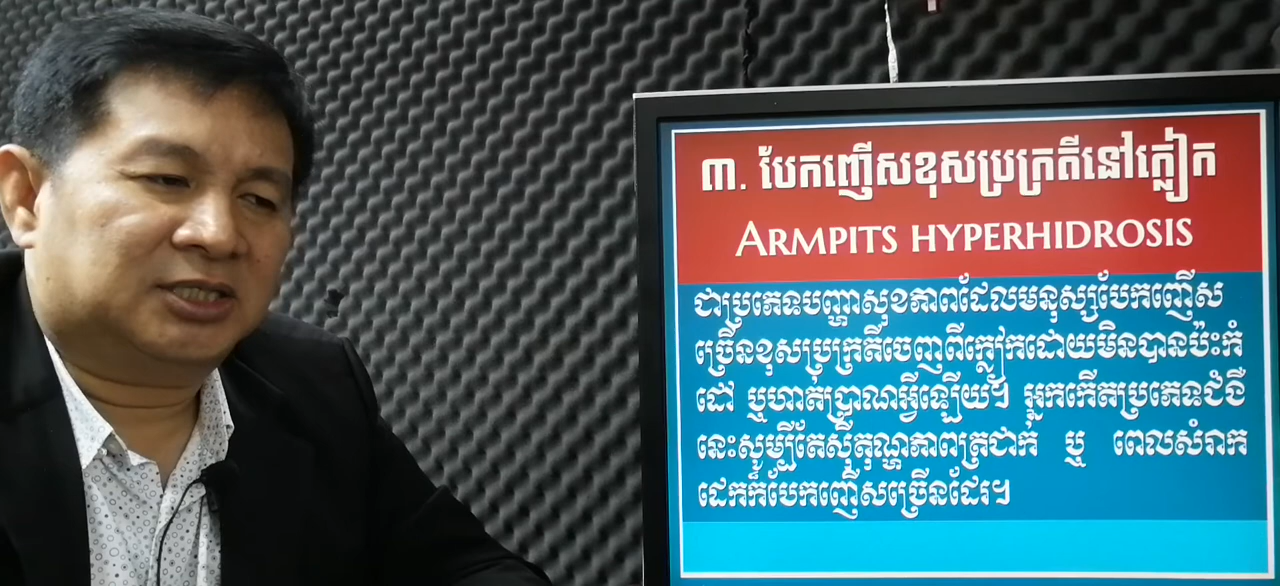 ៣. បែកញើសខុសប្រក្រតីនៅក្លៀក
ARMPITS HYPERHIDROSIS
ជាប្រភេទបញ្ហាសុខភាពដែលមនុស្សបែកញើស
ច្រើនខុសប្រក្រតីចេញពីក្លៀកដោយមិនបានប៉ះកំ
ដៅ ឬហាត់ប្រាណអ្វីឡើយ។ អ្នកកើតប្រភេទជំងឺ
នេះសូម្បីតែស៊ីតុណ្ហភាពត្រជាក់ ឬ ពេលសំរាក
ដេកក៏បែកញើសច្រើនដែរ។